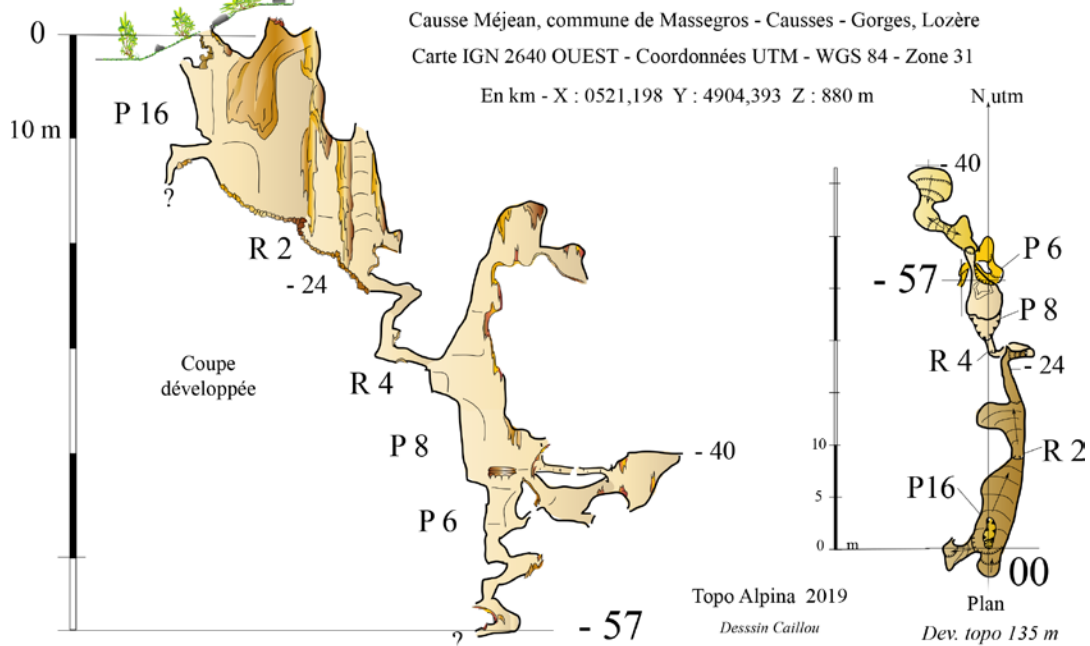 Causse Méjean, commune de Massegros - Causses - Gorges, Lozère
Carte IGN 2640 OUEST - Coordonnées UTM - WGS 84 - Zone 31
En km - X : 0521,198 Y : 4904,393 Z : 880 m
0
P 16
10 m
?
R 2
- 24
Coupe
développée
R 4
P 8
- 40
P 6
?
- 57
N utm
- 40
P 6
- 57
P 8
R 4
- 24
10
R 2
P16
5
0 m
00
Plan
Dev. topo 135 m
Topo Alpina 2019
Desssin Caillou